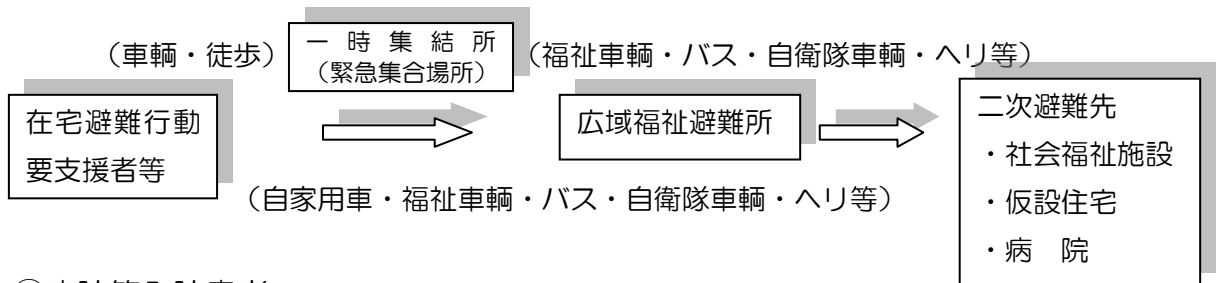 （車輌・徒歩）
一時集結所
（緊急集合場所）
（福祉車輌・バス・自衛隊車輌・ヘリ等）
在宅避難行動
要支援者等
広域福祉避難所
二次避難先
・社会福祉施設
・仮設住宅
・病　院
（自家用車・福祉車輌・バス・自衛隊車輌・ヘリ等）